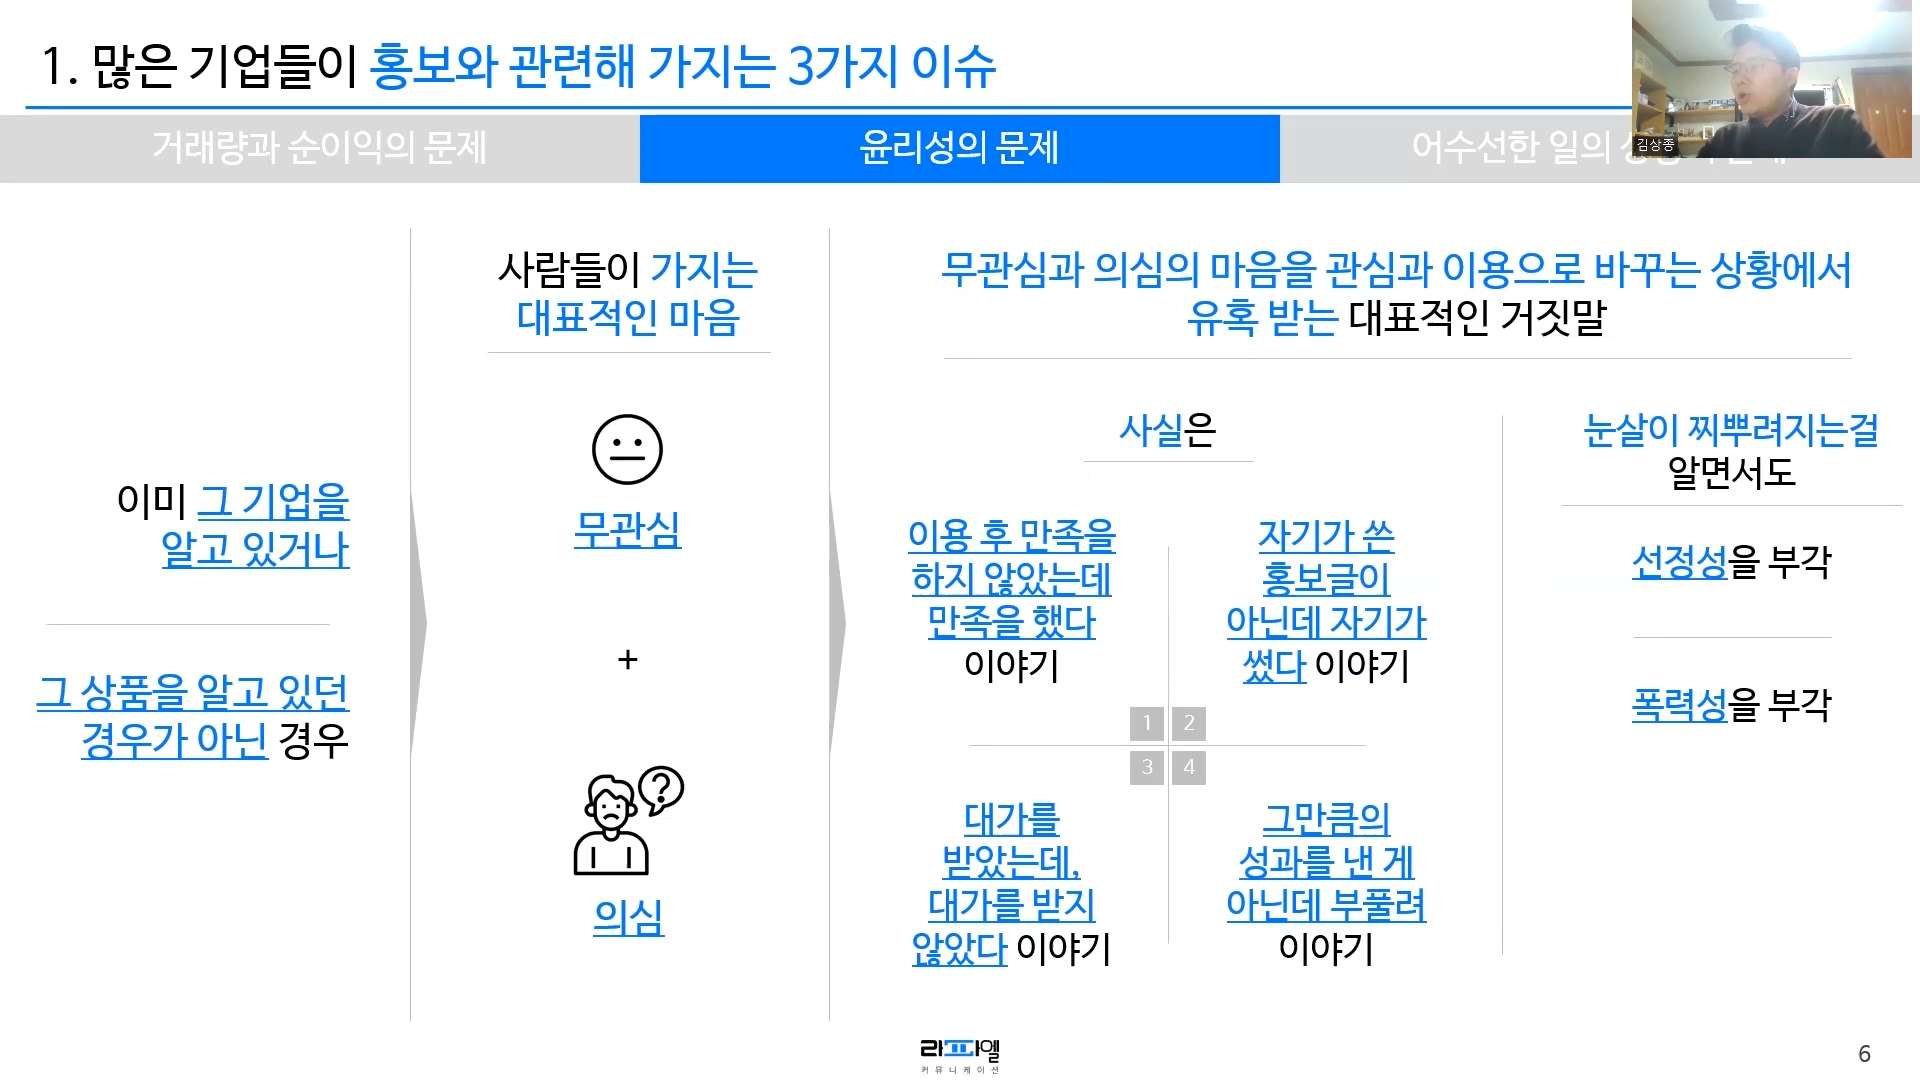 1. 많은 기업들이 홍보와 관련해 가지는 3가지 이슈
김상종
거래량과 순이익의 문제
윤리성의 문제
어수선한 일의
이미 그 기업을
알고 있거나
그 상품을 알고 있던
경우가 아닌 경우
사람들이 가지는
대표적인 마음
무관심
+
?
의심
무관심과 의심의 마음을 관심과 이용으로 바꾸는 상황에서
유혹 받는 대표적인 거짓말
사실은
이용 후 만족을
하지 않았는데
만족을 했다
이야기
자기가 쓴
홍보글이
아닌데 자기가
썼다 이야기
1 2
3 4
대가를
받았는데,
대가를 받지
않았다 이야기
그만큼의
성과를 낸 게
아닌데 부풀려
이야기
눈살이 찌뿌려지는걸
알면서도
선정성을 부각
폭력성을 부각
라파엘
커뮤니케이션
6